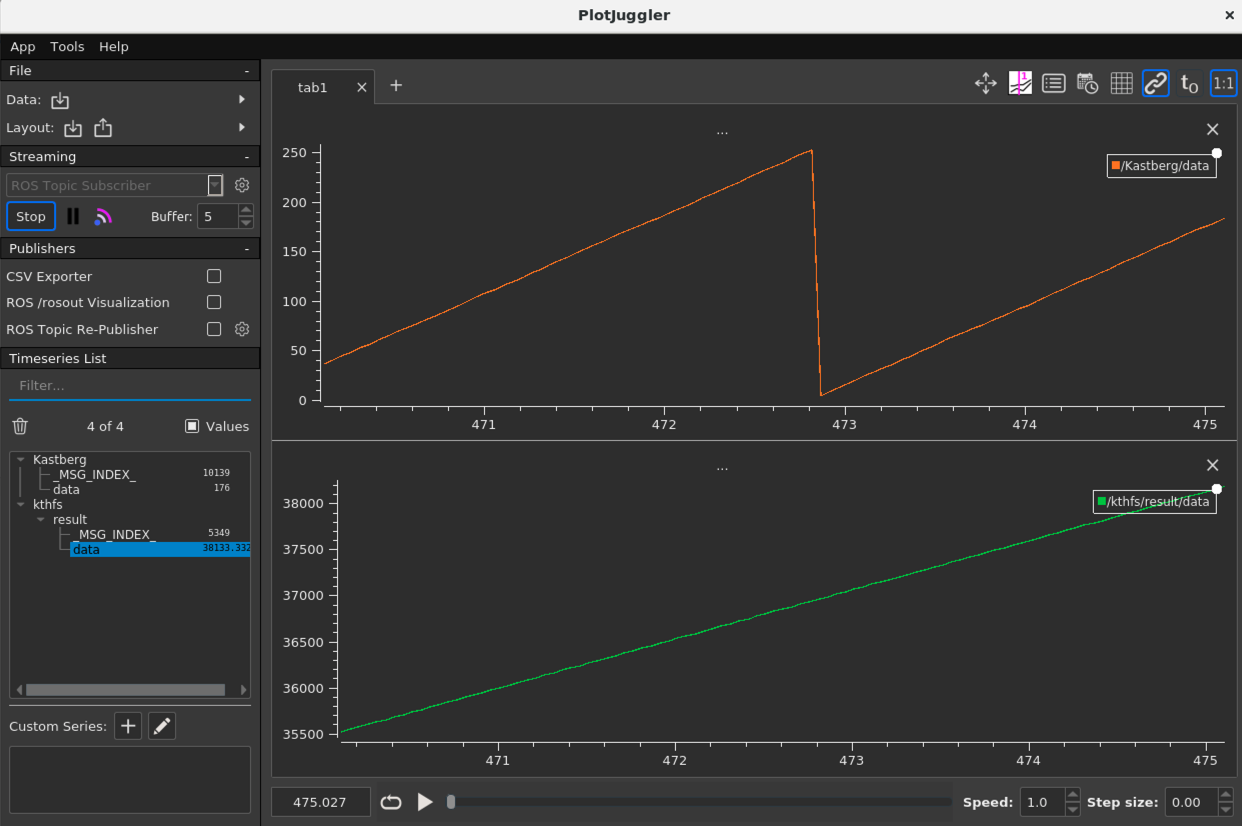 PlotJuggler
App Tools Help
File -
Data:
Layout:
Streaming -
ROS Topic Subscriber
Stop Buffer: 5
Publishers -
CSV Exporter
ROS /rosout Visualization
ROS Topic Re-Publisher
Timeseries List
Filter...
4 of 4 Values
Kastberg
_MSG_INDEX_ 10139
data 176
kthfs
result
_MSG_INDEX_ 5349
data 38133.332
Custom Series:
tab1
1
t0
1:1
...
/Kastberg/data
250
200
150
100
50
0
471 472 473 474 475
...
/kthfs/result/data
38000
37500
37000
36500
36000
35500
471 472 473 474 475
475.027 Speed: 1.0 Step size: 0.00